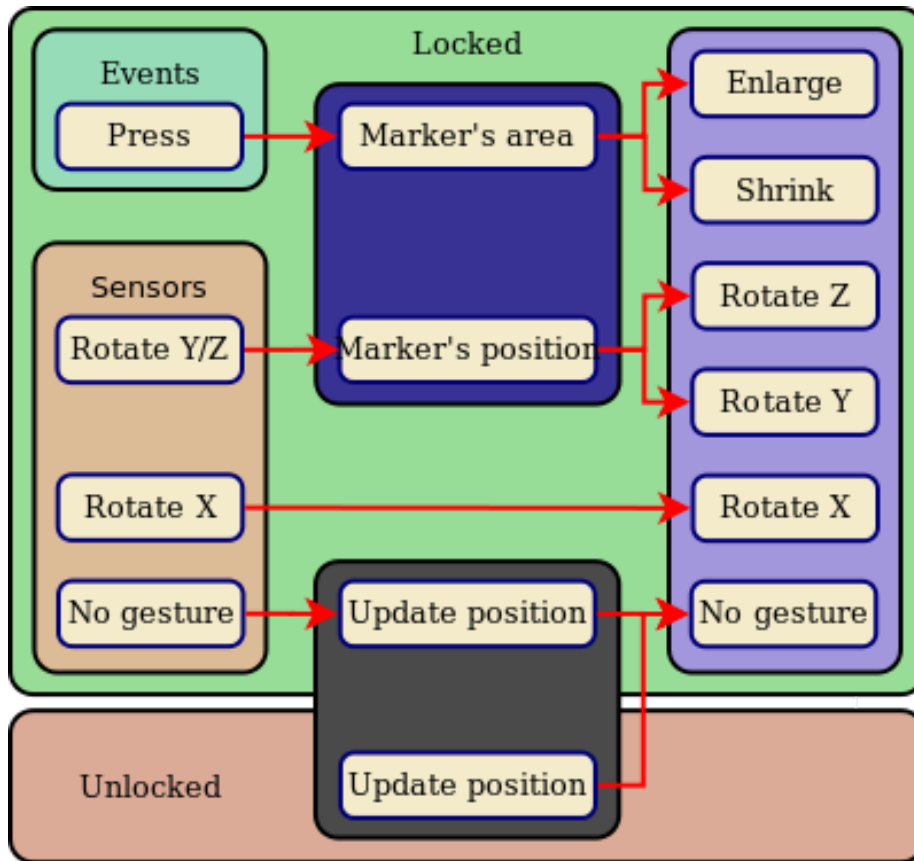 Locked
Events
Press
Marker's area
Enlarge
Shrink
Sensors
Rotate Y/Z
Marker's position
Rotate Z
Rotate Y
Rotate X
Rotate X
No gesture
Update position
No gesture
Unlocked
Update position